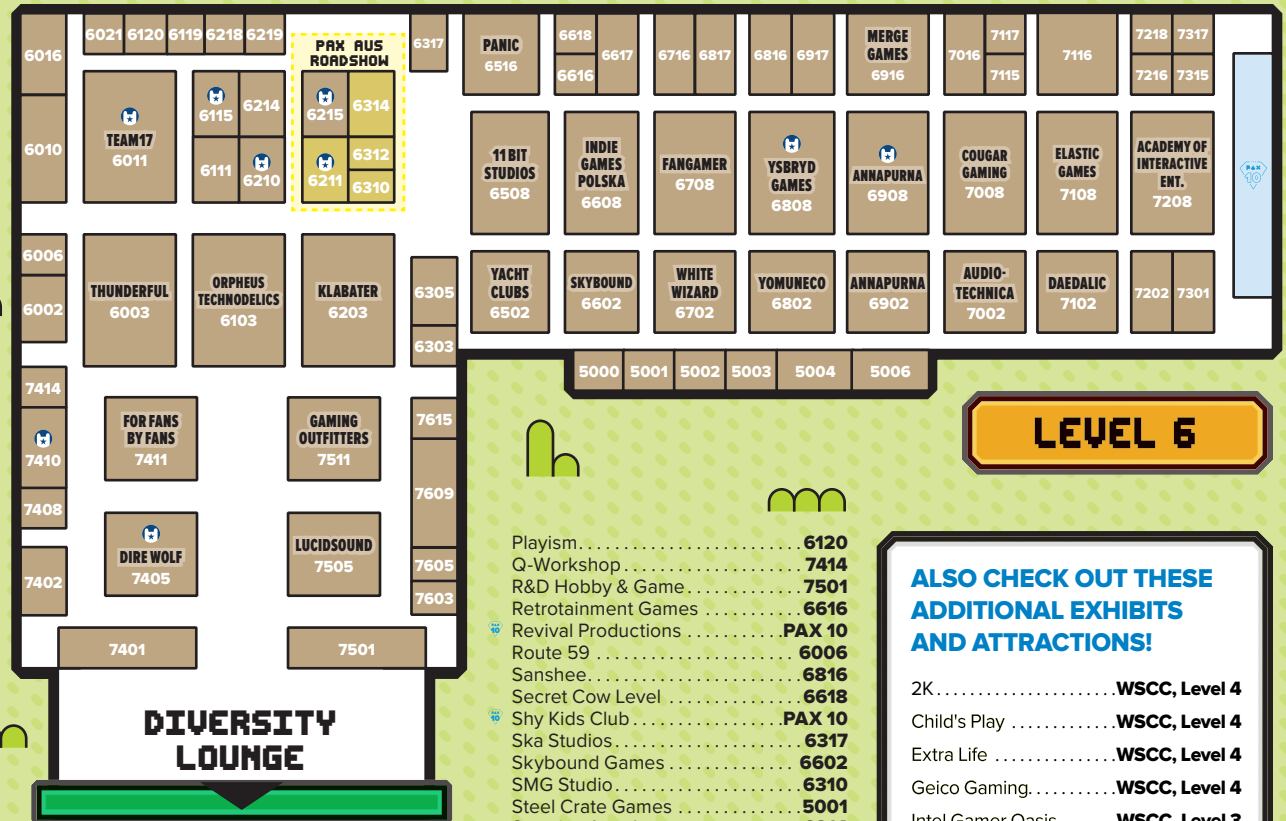 6016
6021 6120 6119 6218 6219
PAX AUS
ROADSHOW
6317
PANIC
6516
6618
6616
6617
6716 6817
6816 6917
MERGE
GAMES
6916
7016
7117
7115
7116
7218 7317
7216 7315
6010
TEAM17
6011
6115
6214
6111
6210
6215
6314
6211
6312
6310
11 BIT
STUDIOS
6508
INDIE
GAMES
POLSKA
6608
FANGAMER
6708
YSBRYD
GAMES
6808
ANNAPURNA
6908
COUGAR
GAMING
7008
ELASTIC
GAMES
7108
ACADEMY OF
INTERACTIVE
ENT.
7208
PAX
10
6006
6002
THUNDERFUL
6003
ORPHEUS
TECHNODELICS
6103
KLABATER
6203
6305
6303
YACHT
CLUBS
6502
SKYBOUND
6602
WHITE
WIZARD
6702
YOMUNECO
6802
ANNAPURNA
6902
AUDIO-
TECHNICA
7002
DAEDALIC
7102
7202 7301
5000 5001 5002 5003 5004 5006
7414
7410
7408
7402
FOR FANS
BY FANS
7411
GAMING
OUTFITTERS
7511
7615
7609
7605
7603
DIRE WOLF
7405
LUCIDSOUND
7505
7401
7501
DIVERSITY
LOUNGE
LEVEL 6
Playism. . . . . . . . . . . . . . . . . . . . . . . . . 6120
Q-Workshop . . . . . . . . . . . . . . . . . . . . 7414
R&D Hobby & Game . . . . . . . . . . . . . 7501
Retrotainment Games . . . . . . . . . . . . 6616
PAX 10 Revival Productions . . . . . . . . . . PAX 10
Route 59 . . . . . . . . . . . . . . . . . . . . . . 6006
Sanshee. . . . . . . . . . . . . . . . . . . . . . . . 6816
Secret Cow Level . . . . . . . . . . . . . . . . 6618
PAX 10 Shy Kids Club . . . . . . . . . . . . . . . . PAX 10
Ska Studios. . . . . . . . . . . . . . . . . . . . . 6317
Skybound Games . . . . . . . . . . . . . . . 6602
SMG Studio . . . . . . . . . . . . . . . . . . . . . 6310
Steel Crate Games . . . . . . . . . . . . . . 5001
ALSO CHECK OUT THESE
ADDITIONAL EXHIBITS
AND ATTRACTIONS!
2K . . . . . . . . . . . . . . . . . . . . . WSCC, Level 4
Child's Play . . . . . . . . . . . . . WSCC, Level 4
Extra Life . . . . . . . . . . . . . . . WSCC, Level 4
Geico Gaming. . . . . . . . . . . WSCC, Level 4
Intel Gamer Oasis . . . . . . . WSCC, Level 3